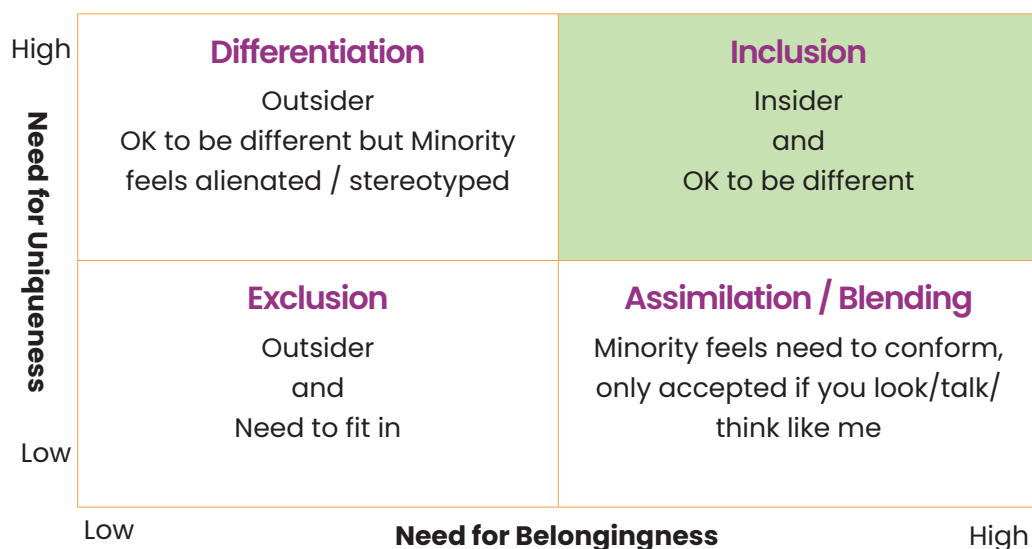 High
Need for Uniqueness
Low
Differentiation
Outsider
OK to be different but Minority
feels alienated / stereotyped
Inclusion
Insider
and
OK to be different
Exclusion
Outsider
and
Need to fit in
Assimilation / Blending
Minority feels need to conform,
only accepted if you look/talk/
think like me
Low
Need for Belongingness
High